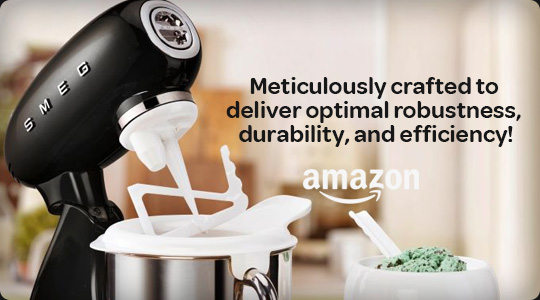 SMEG
Meticulously crafted to
deliver optimal robustness,
durability, and efficiency!
amazon